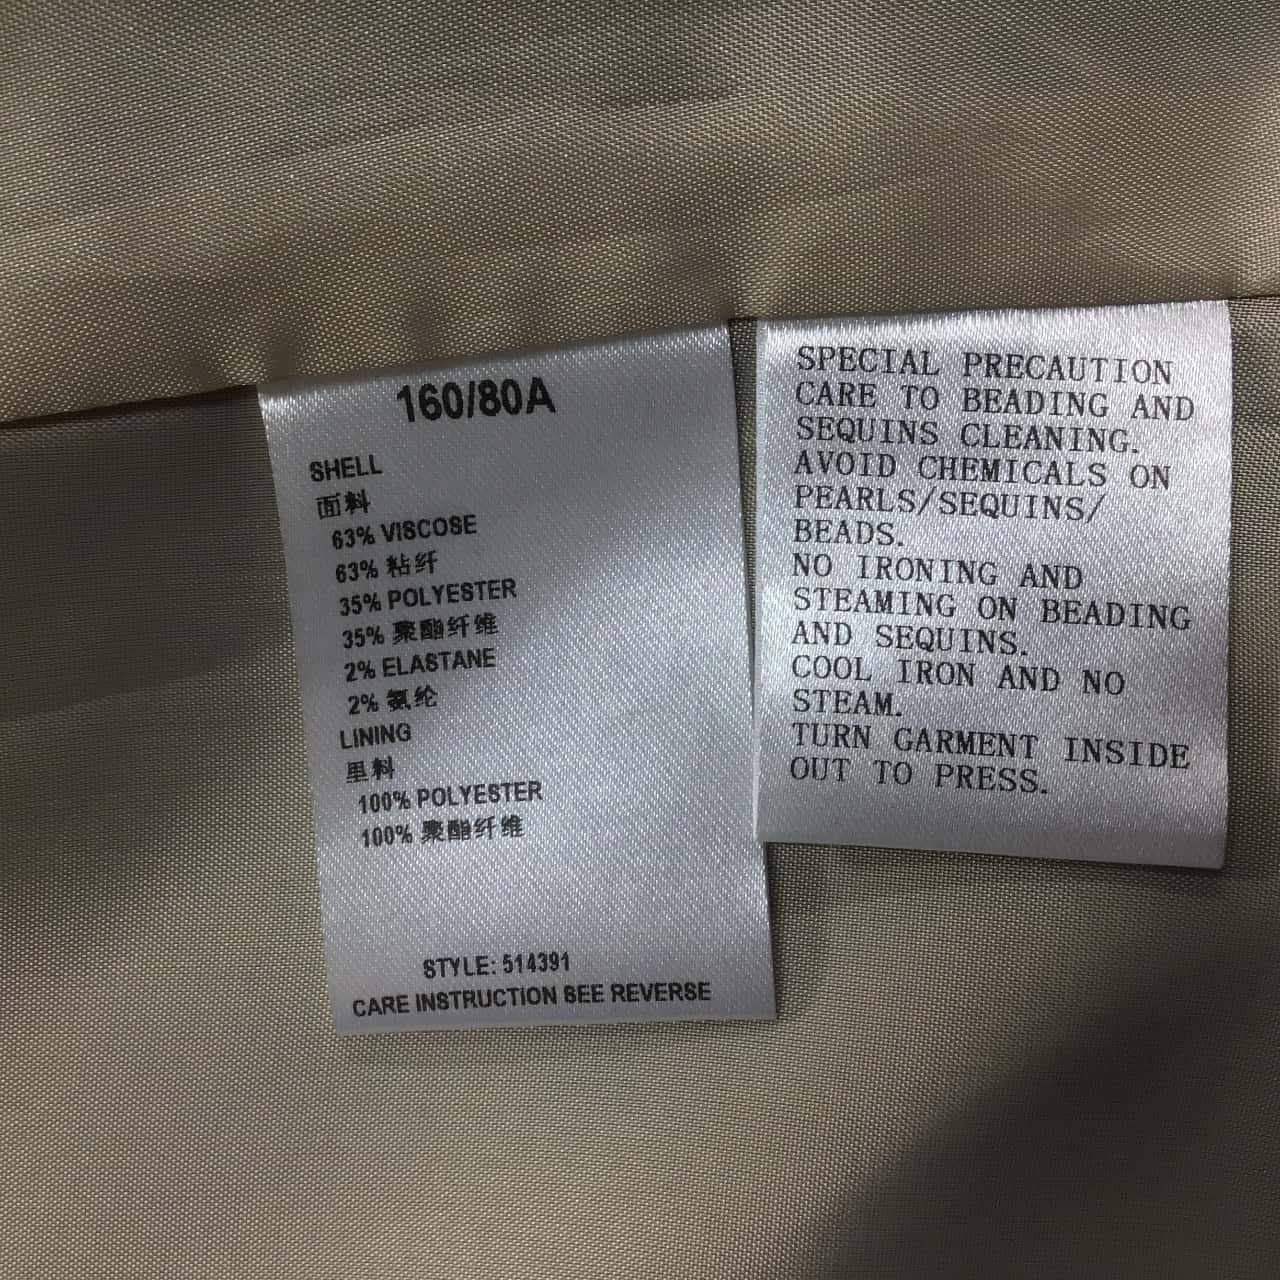 160/80A
SHELL
面料
63% VISCOSE
63% 粘纤
35% POLYESTER
35% 聚酯纤维
2% ELASTANE
2% 氨纶
LINING
里料
100% POLYESTER
100% 聚酯纤维
STYLE: 514391
CARE INSTRUCTION SEE REVERSE
SPECIAL PRECAUTION
CARE TO BEADING AND
SEQUINS CLEANING.
AVOID CHEMICALS ON
PEARLS/SEQUINS/
BEADS.
NO IRONING AND
STEAMING ON BEADING
AND SEQUINS.
COOL IRON AND NO
STEAM.
TURN GARMENT INSIDE
OUT TO PRESS.